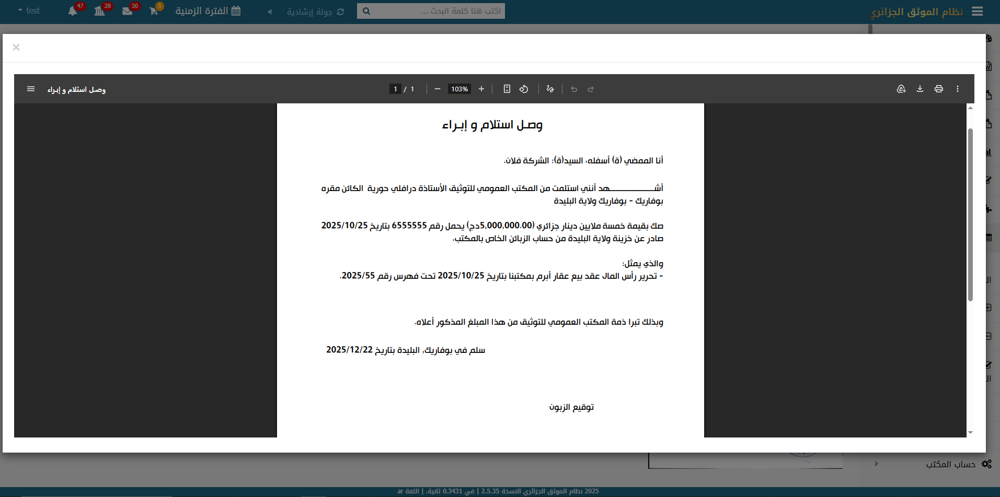 نظام الموثق الجزائري
اكتب هنا كلمة البحث ...
جولة إرشادية
الفترة الزمنية
5
30
28
47
test
×
وصل استلام و إبراء
1 / 1
103%
وصـل استلام و إبـراء
أنا الممضي (ة) أسفله، السيد(ة): الشركة فلان.
أشـــــــــــــــــهد أنني استلمت من المكتب العمومي للتوثيق الأستاذة درافلي حورية الكائن مقره
بوفاريك - بوفاريك ولاية البليدة
صك بقيمة خمسة ملايين دينار جزائري (5,000,000.00دج) يحمل رقم 6555555 بتاريخ 2025/10/25
صادر عن خزينة ولاية البليدة من حساب الزبائن الخاص بالمكتب.
والذي يمثل:
- تحرير رأس المال عقد بيع عقار أبرم بمكتبنا بتاريخ 2025/10/25 تحت فهرس رقم 2025/55.
وبذلك تبرا ذمة المكتب العمومي للتوثيق من هذا المبلغ المذكور أعلاه.
سلم في بوفاريك, البليدة بتاريخ 2025/12/22
توقيع الزبون
حساب المكتب
2025 نظام الموثق الجزائري النسخة 2.5.35 | في 0.3431 ثانية. | اللغة ar